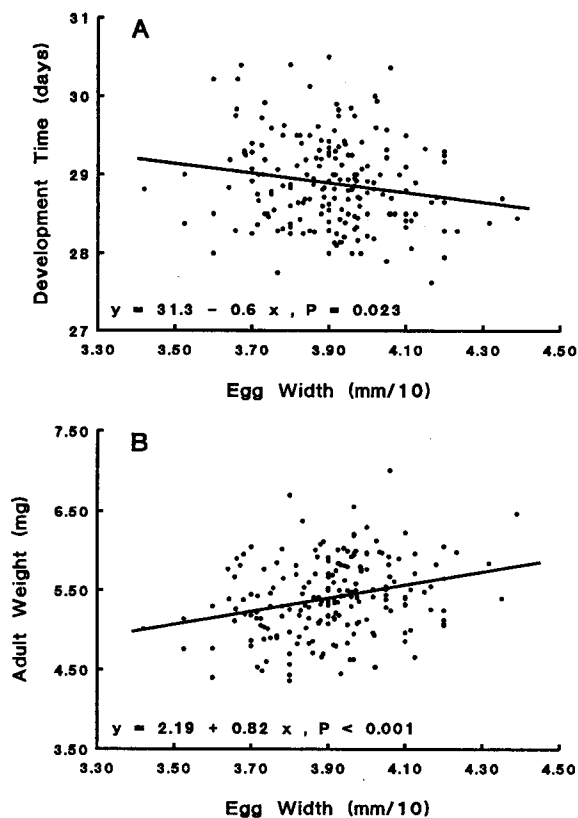 A
31
30
29
28
27
Development Time (days)
y = 31.3 − 0.6 x , P = 0.023
3.30 3.50 3.70 3.90 4.10 4.30 4.50
Egg Width (mm/10)
B
7.50
6.50
5.50
4.50
3.50
Adult Weight (mg)
y = 2.19 + 0.82 x , P < 0.001
3.30 3.50 3.70 3.90 4.10 4.30 4.50
Egg Width (mm/10)